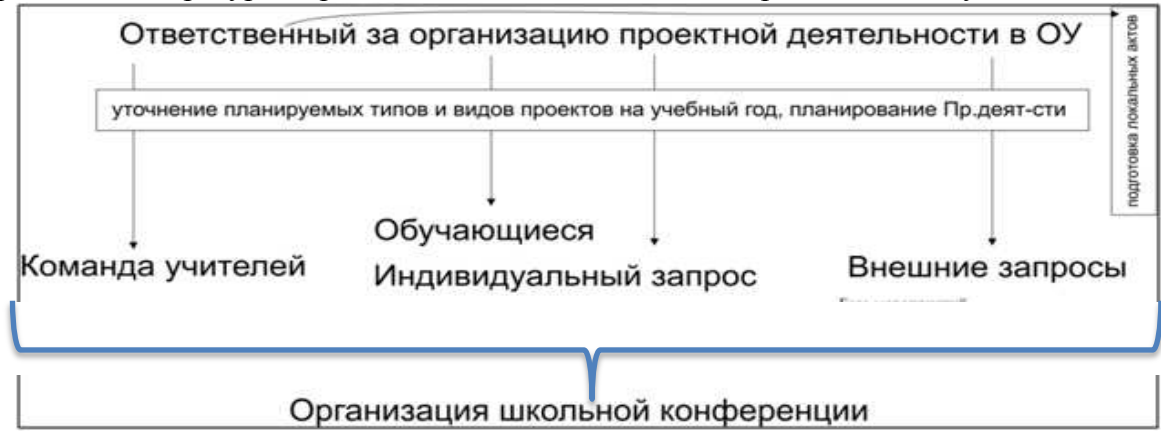 Ответственный за организацию проектной деятельности в ОУ
подготовка локальных актов
уточнение планируемых типов и видов проектов на учебный год, планирование Пр.деят-сти
Обучающиеся
Команда учителей
Индивидуальный запрос
Внешние запросы
Организация школьной конференции